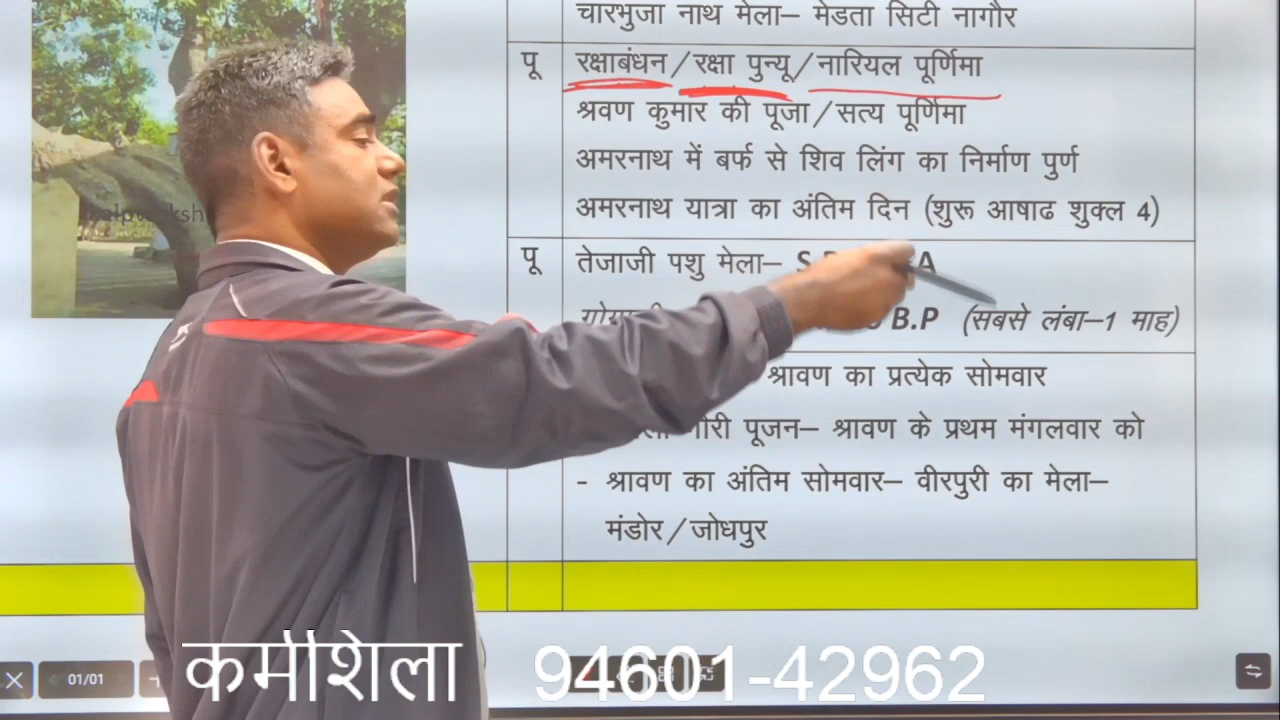 चारभुजा नाथ मेला– मेडता सिटी नागौर
पू रक्षाबंधन/रक्षा पुन्यू/नारियल पूर्णिमा
श्रवण कुमार की पूजा/सत्य पूर्णिमा
अमरनाथ में बर्फ से शिव लिंग का निर्माण पुर्ण
अमरनाथ यात्रा का अंतिम दिन (शुरू आषाढ शुक्ल 4)
पू तेजाजी पशु मेला–
B.P (सबसे लंबा–1 माह)
श्रावण का प्रत्येक सोमवार
पूजन– श्रावण के प्रथम मंगलवार को
- श्रावण का अंतिम सोमवार– वीरपुरी का मेला–
मंडोर/जोधपुर
01/01
कर्मशिला 94601-42962